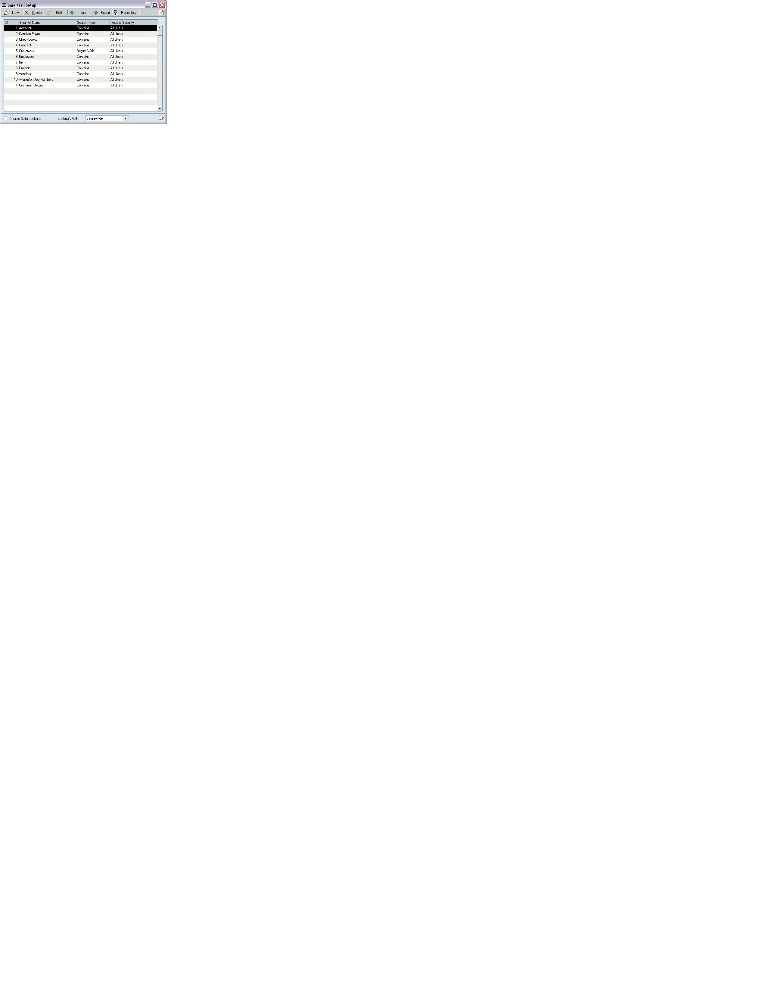 SmartFill Setup
New Delete Edit Import Export Repository
ID SmartFill Name Search Type Access Security
1 Accounts Contains All Users
2 Candian Payroll Contains All Users
3 Checkbooks Contains All Users
4 Contracts Contains All Users
5 Customers Begins With All Users
6 Employees Contains All Users
7 Items Contains All Users
8 Projects Contains All Users
9 Vendors Contains All Users
10 WennSoft Job Numbers Contains All Users
11 CustomersBegins Contains All Users
Disable Date Lookups Lookup Width Single-wide